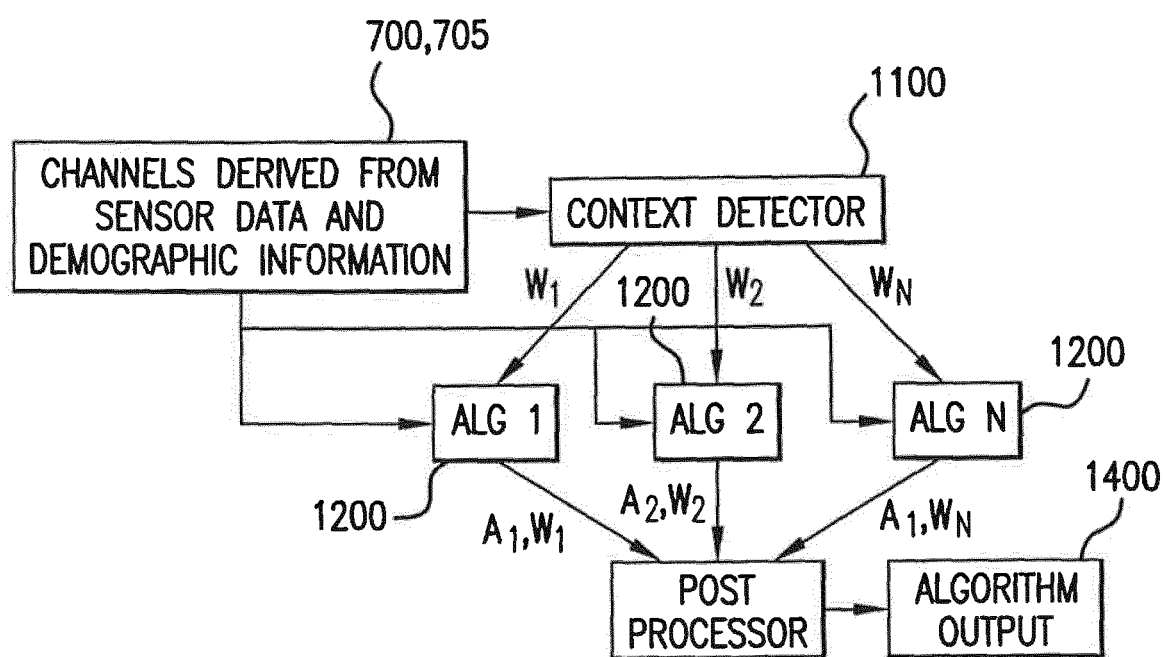 700,705
1100
CHANNELS DERIVED FROM
SENSOR DATA AND
DEMOGRAPHIC INFORMATION
CONTEXT DETECTOR
W1
1200
W2
WN
1200
ALG 1
ALG 2
ALG N
1200
A1,W1
A2,W2
A1,WN
1400
POST
PROCESSOR
ALGORITHM
OUTPUT